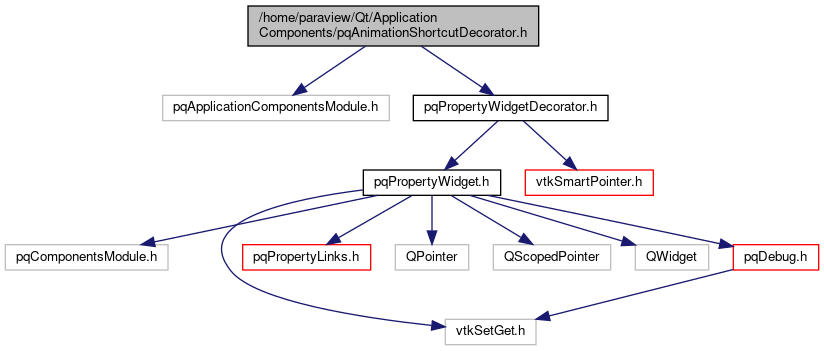 /home/paraview/Qt/Application
Components/pqAnimationShortcutDecorator.h
pqApplicationComponentsModule.h
pqPropertyWidgetDecorator.h
pqPropertyWidget.h
vtkSmartPointer.h
pqComponentsModule.h
pqPropertyLinks.h
QPointer
QScopedPointer
QWidget
pqDebug.h
vtkSetGet.h